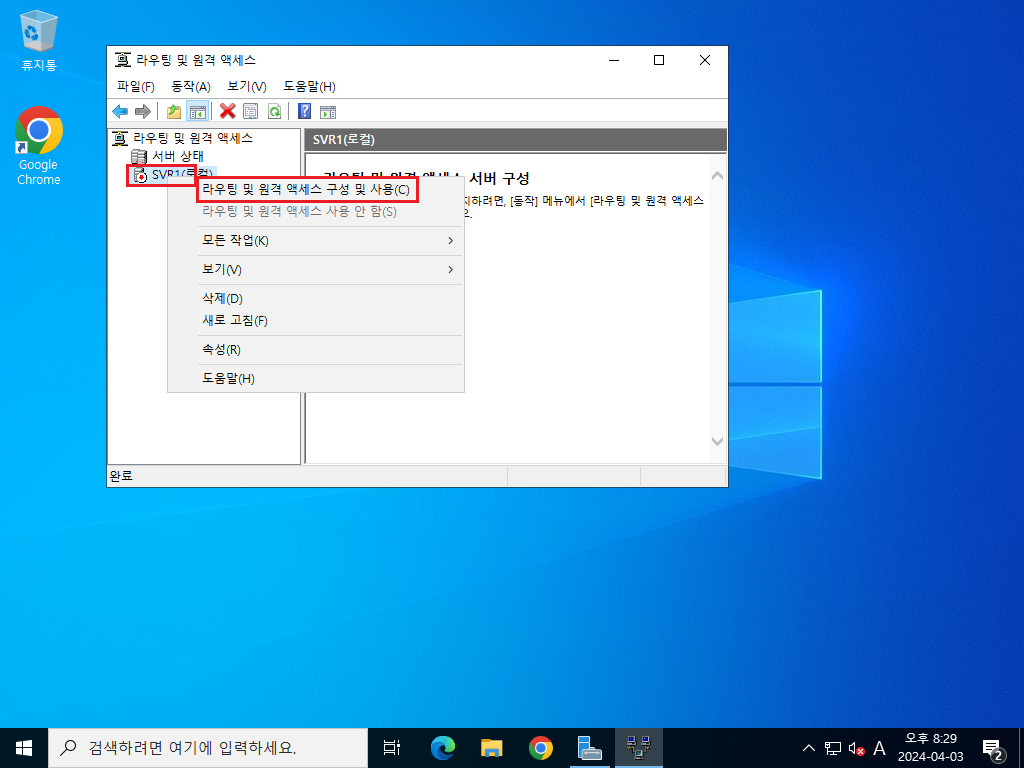 휴지통
Google
Chrome
라우팅 및 원격 액세스
파일(F) 동작(A) 보기(V) 도움말(H)
라우팅 및 원격 액세스
서버 상태
SVR1(로컬)
SVR1(로컬)
라우팅 및 원격 액세스 서버 구성
지하려면, [동작] 메뉴에서 [라우팅 및 원격 액세스
오.
라우팅 및 원격 액세스 구성 및 사용(C)
라우팅 및 원격 액세스 사용 안 함(S)
모든 작업(K)
보기(V)
삭제(D)
새로 고침(F)
속성(R)
도움말(H)
완료
검색하려면 여기에 입력하세요.
A
오후 8:29
2024-04-03
2